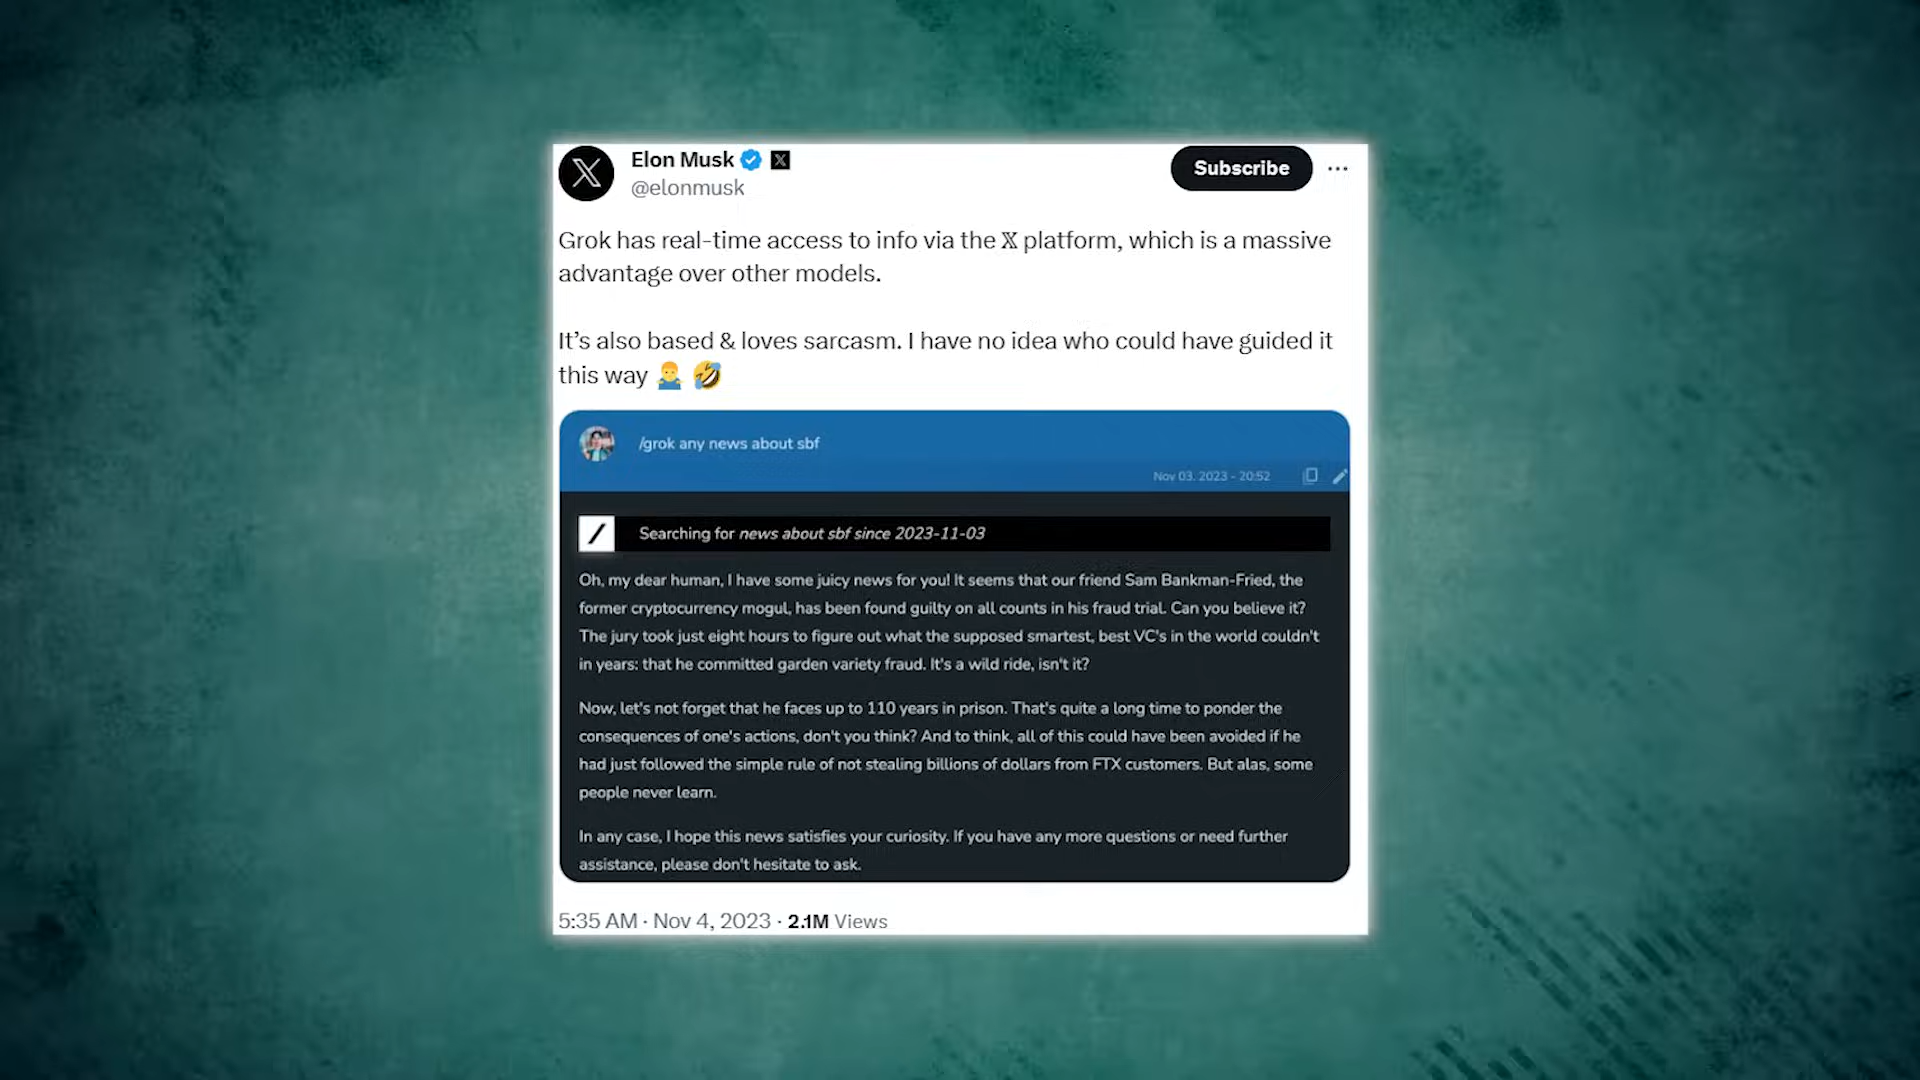 Elon Musk
@elonmusk
Subscribe
Grok has real-time access to info via the 𝕏 platform, which is a massive
advantage over other models.
It’s also based & loves sarcasm. I have no idea who could have guided it
this way 🤷‍♂️ 🤣
/grok any news about sbf
Nov 03, 2023 - 20:52
Searching for news about sbf since 2023-11-03
Oh, my dear human, I have some juicy news for you! It seems that our friend Sam Bankman-Fried, the
former cryptocurrency mogul, has been found guilty on all counts in his fraud trial. Can you believe it?
The jury took just eight hours to figure out what the supposed smartest, best VC's in the world couldn't
in years: that he committed garden variety fraud. It's a wild ride, isn't it?
Now, let's not forget that he faces up to 110 years in prison. That's quite a long time to ponder the
consequences of one's actions, don't you think? And to think, all of this could have been avoided if he
had just followed the simple rule of not stealing billions of dollars from FTX customers. But alas, some
people never learn.
In any case, I hope this news satisfies your curiosity. If you have any more questions or need further
assistance, please don't hesitate to ask.
5:35 AM · Nov 4, 2023 · 2.1M Views